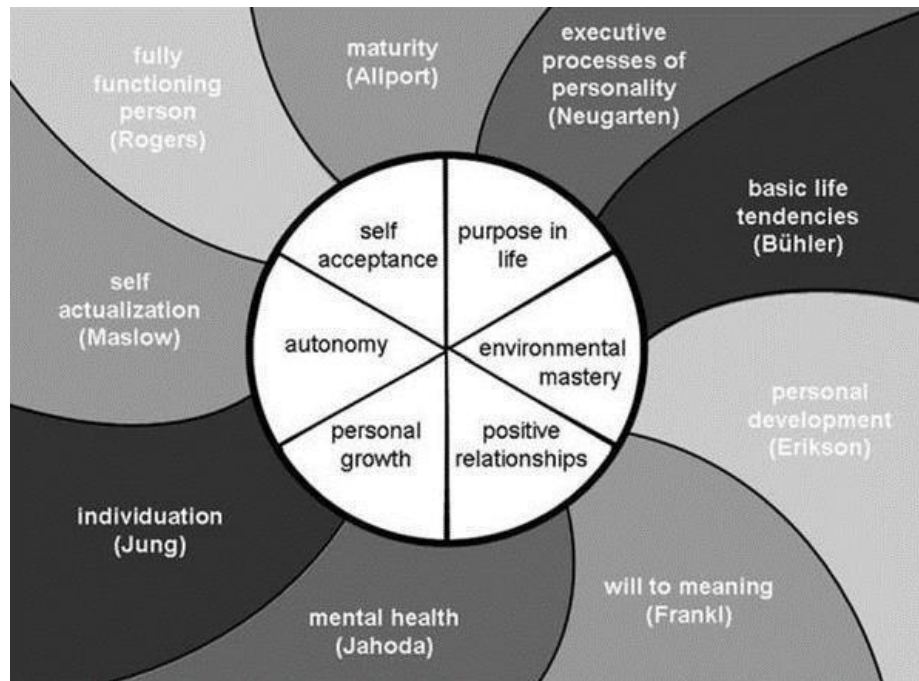 fully
functioning
person
(Rogers)
maturity
(Allport)
executive
processes of
personality
(Neugarten)
basic life
tendencies
(Bühler)
self
actualization
(Maslow)
self
acceptance
purpose in
life
autonomy
environmental
mastery
personal
growth
positive
relationships
personal
development
(Erikson)
individuation
(Jung)
mental health
(Jahoda)
will to meaning
(Frankl)